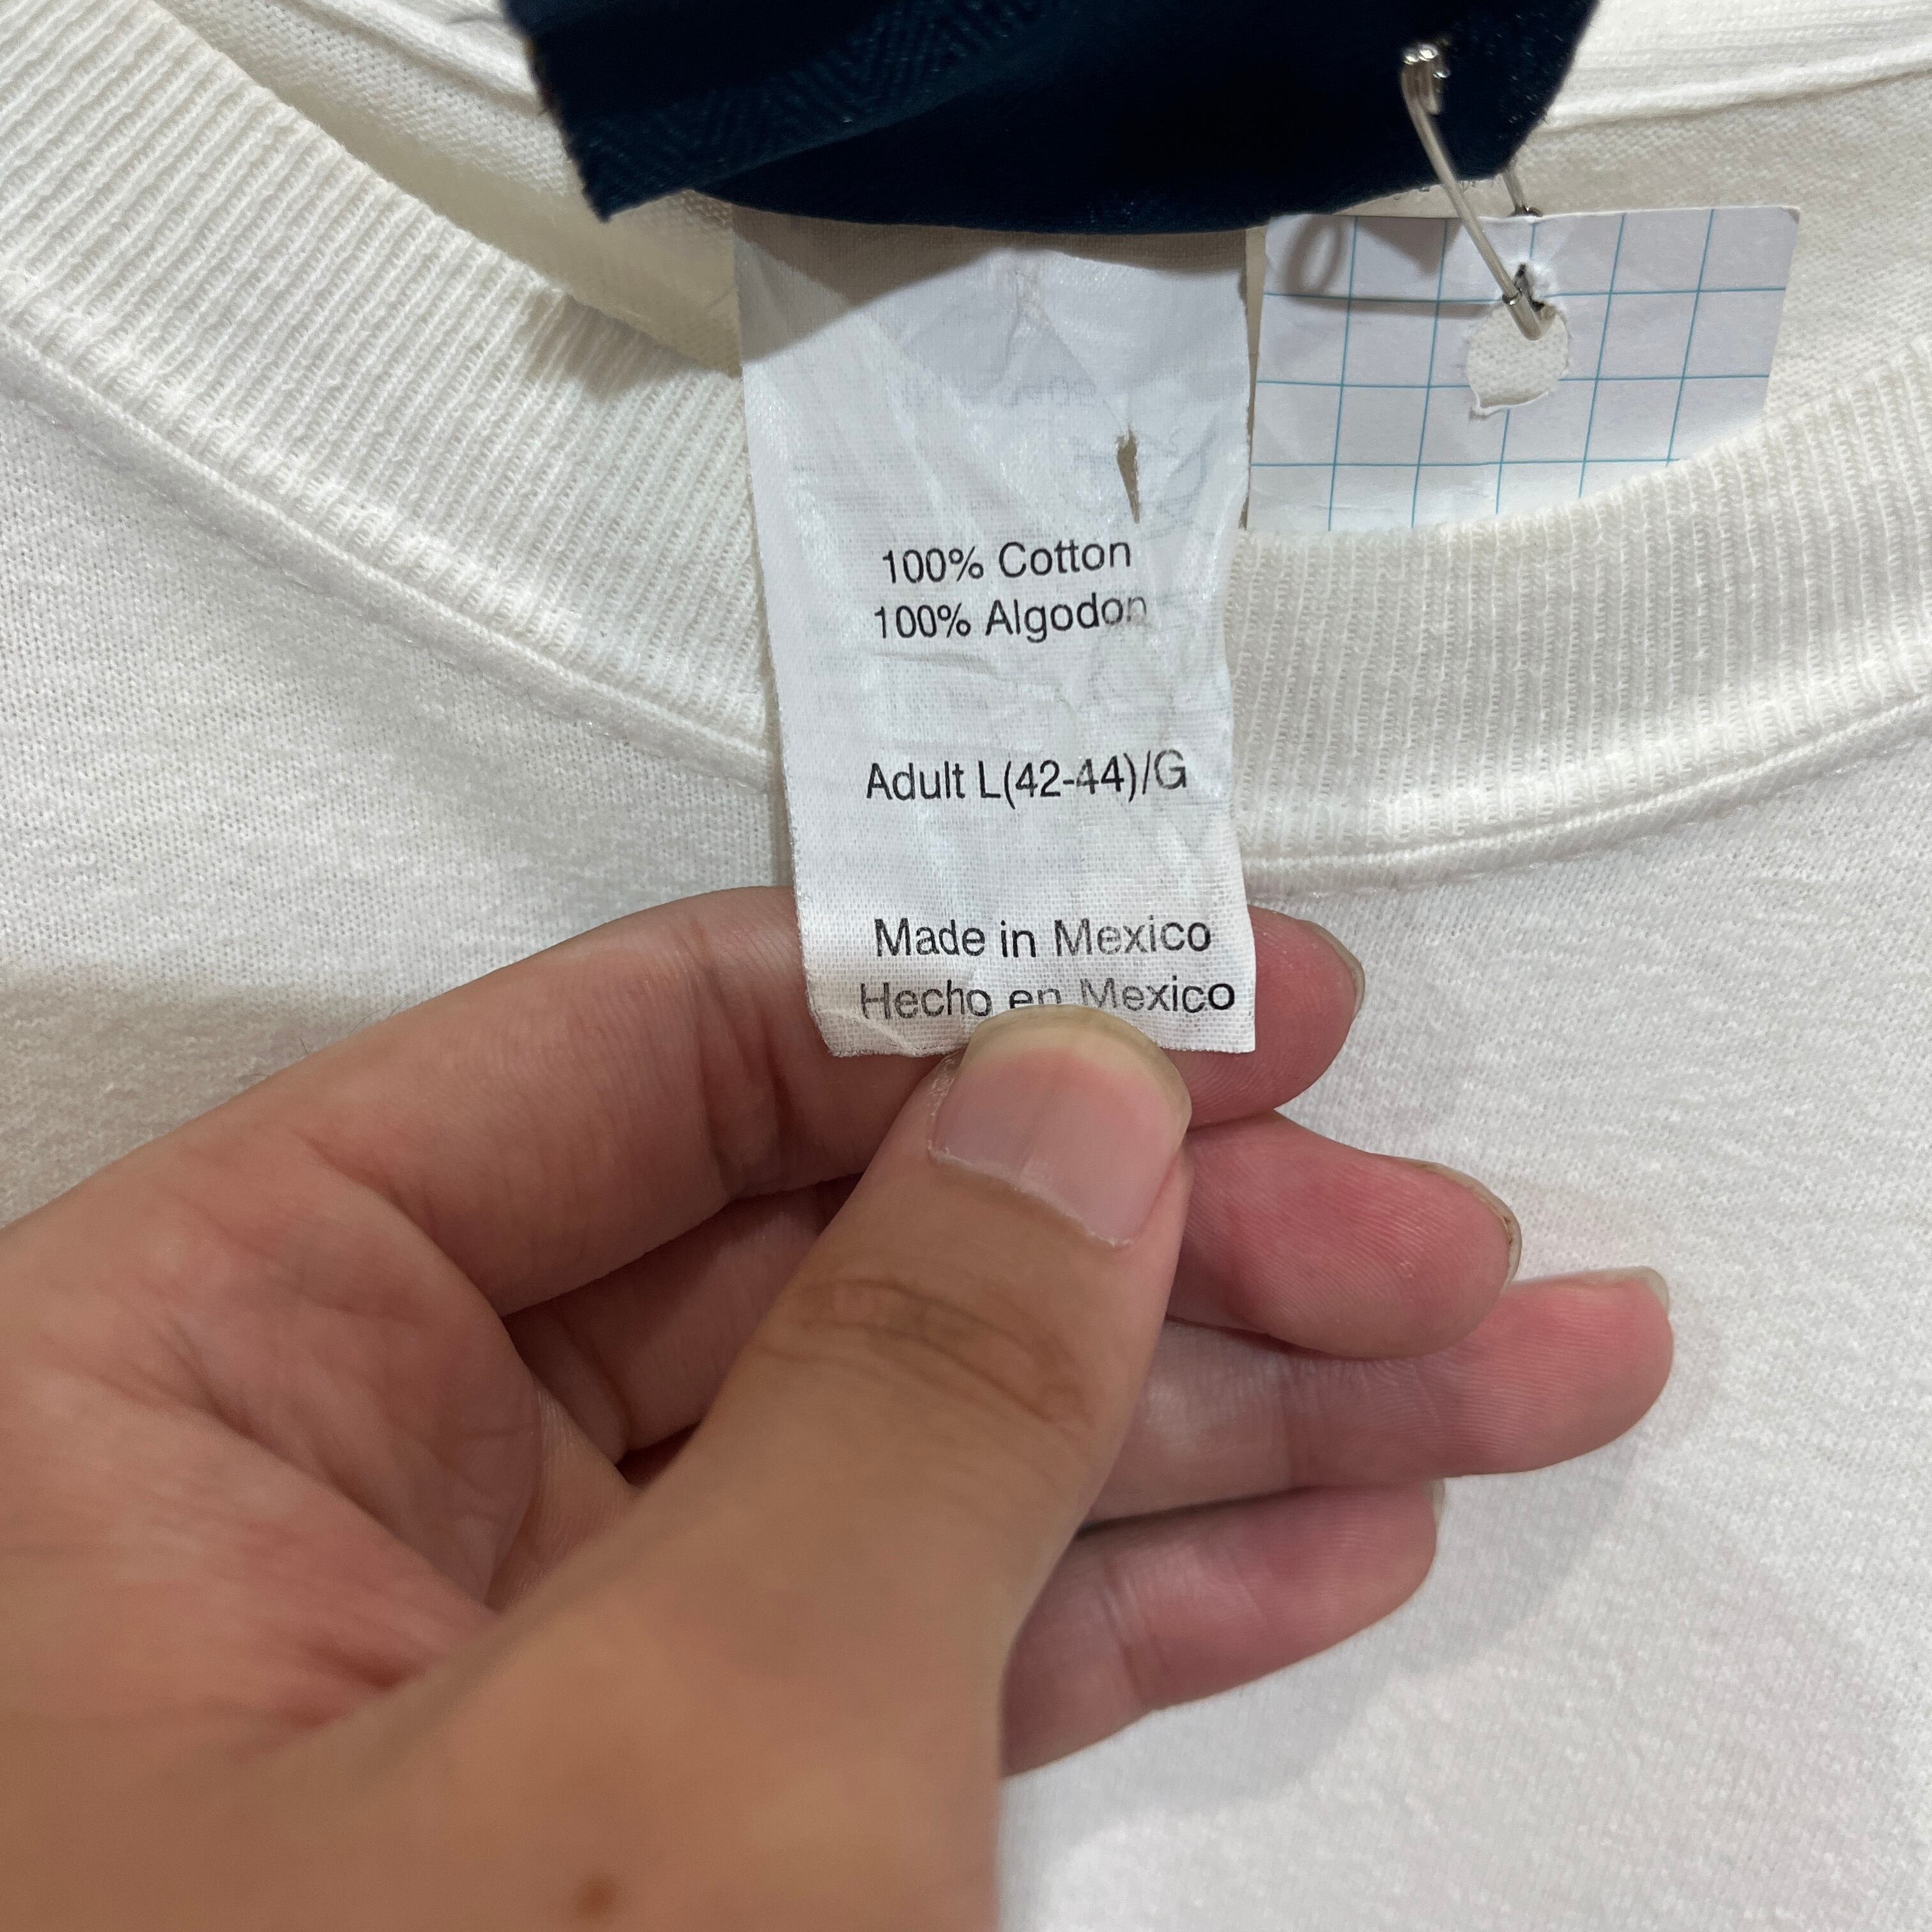 100% Cotton
100% Algodon
Adult L(42-44)/G
Made in Mexico
Hecho en Mexico